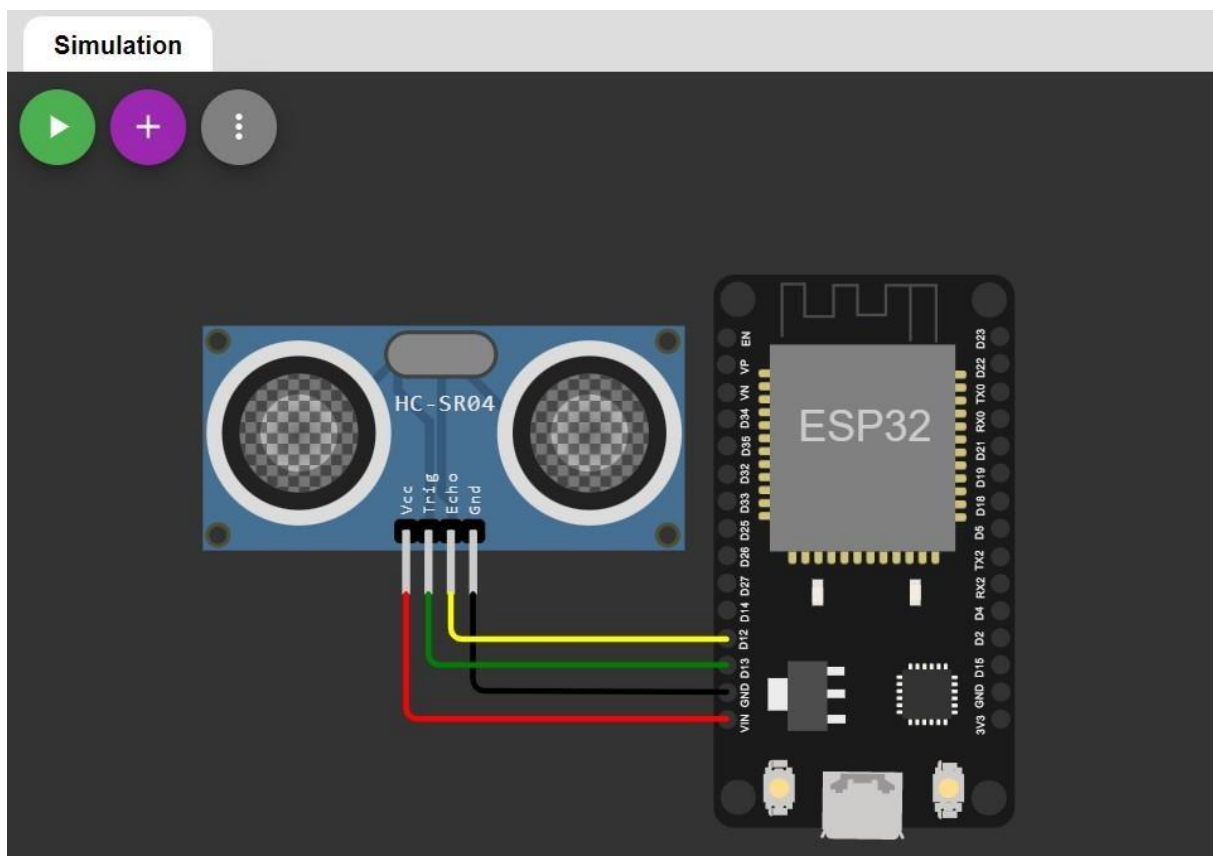 Simulation
HC-SR04
Vcc
Trig
Echo
Gnd
ESP32
EN
VP
VN
D34
D35
D32
D33
D25
D26
D27
D14
D12
D13
GND
VIN
D23
D22
TX0
RX0
D21
D19
D18
D5
TX2
RX2
D4
D2
D15
GND
3V3